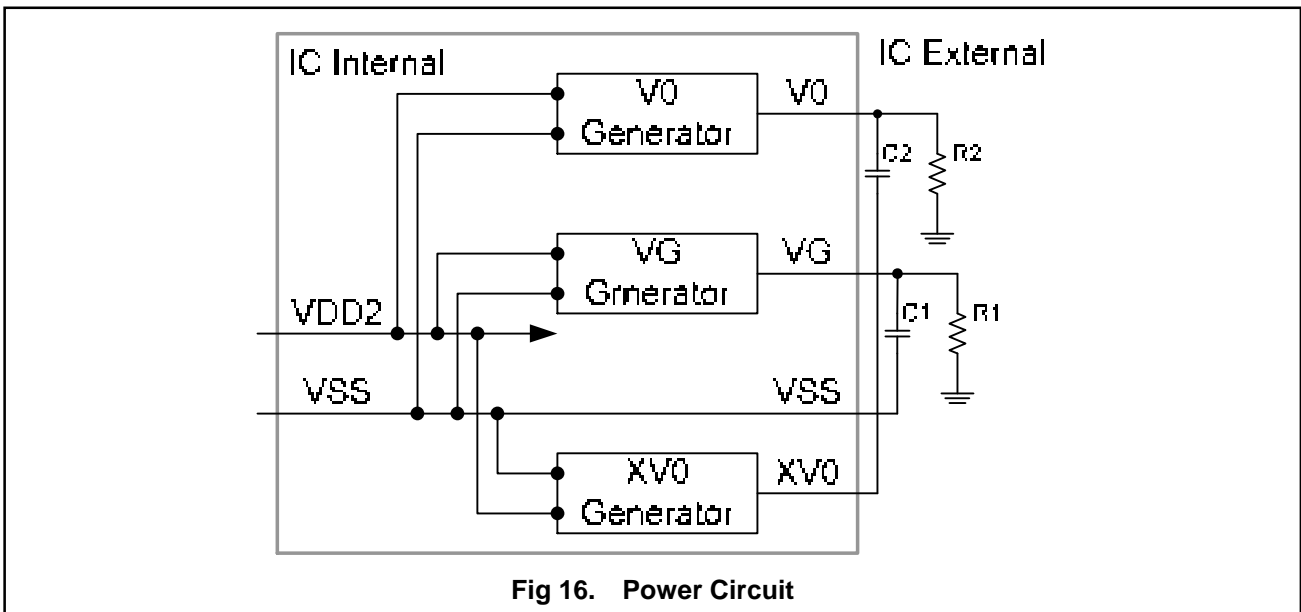 IC Internal
IC External
V0
Generator
V0
C2
R2
VG
Grnerator
VG
VDD2
C1
R1
VSS
VSS
XV0
Generator
XV0
Fig 16. Power Circuit